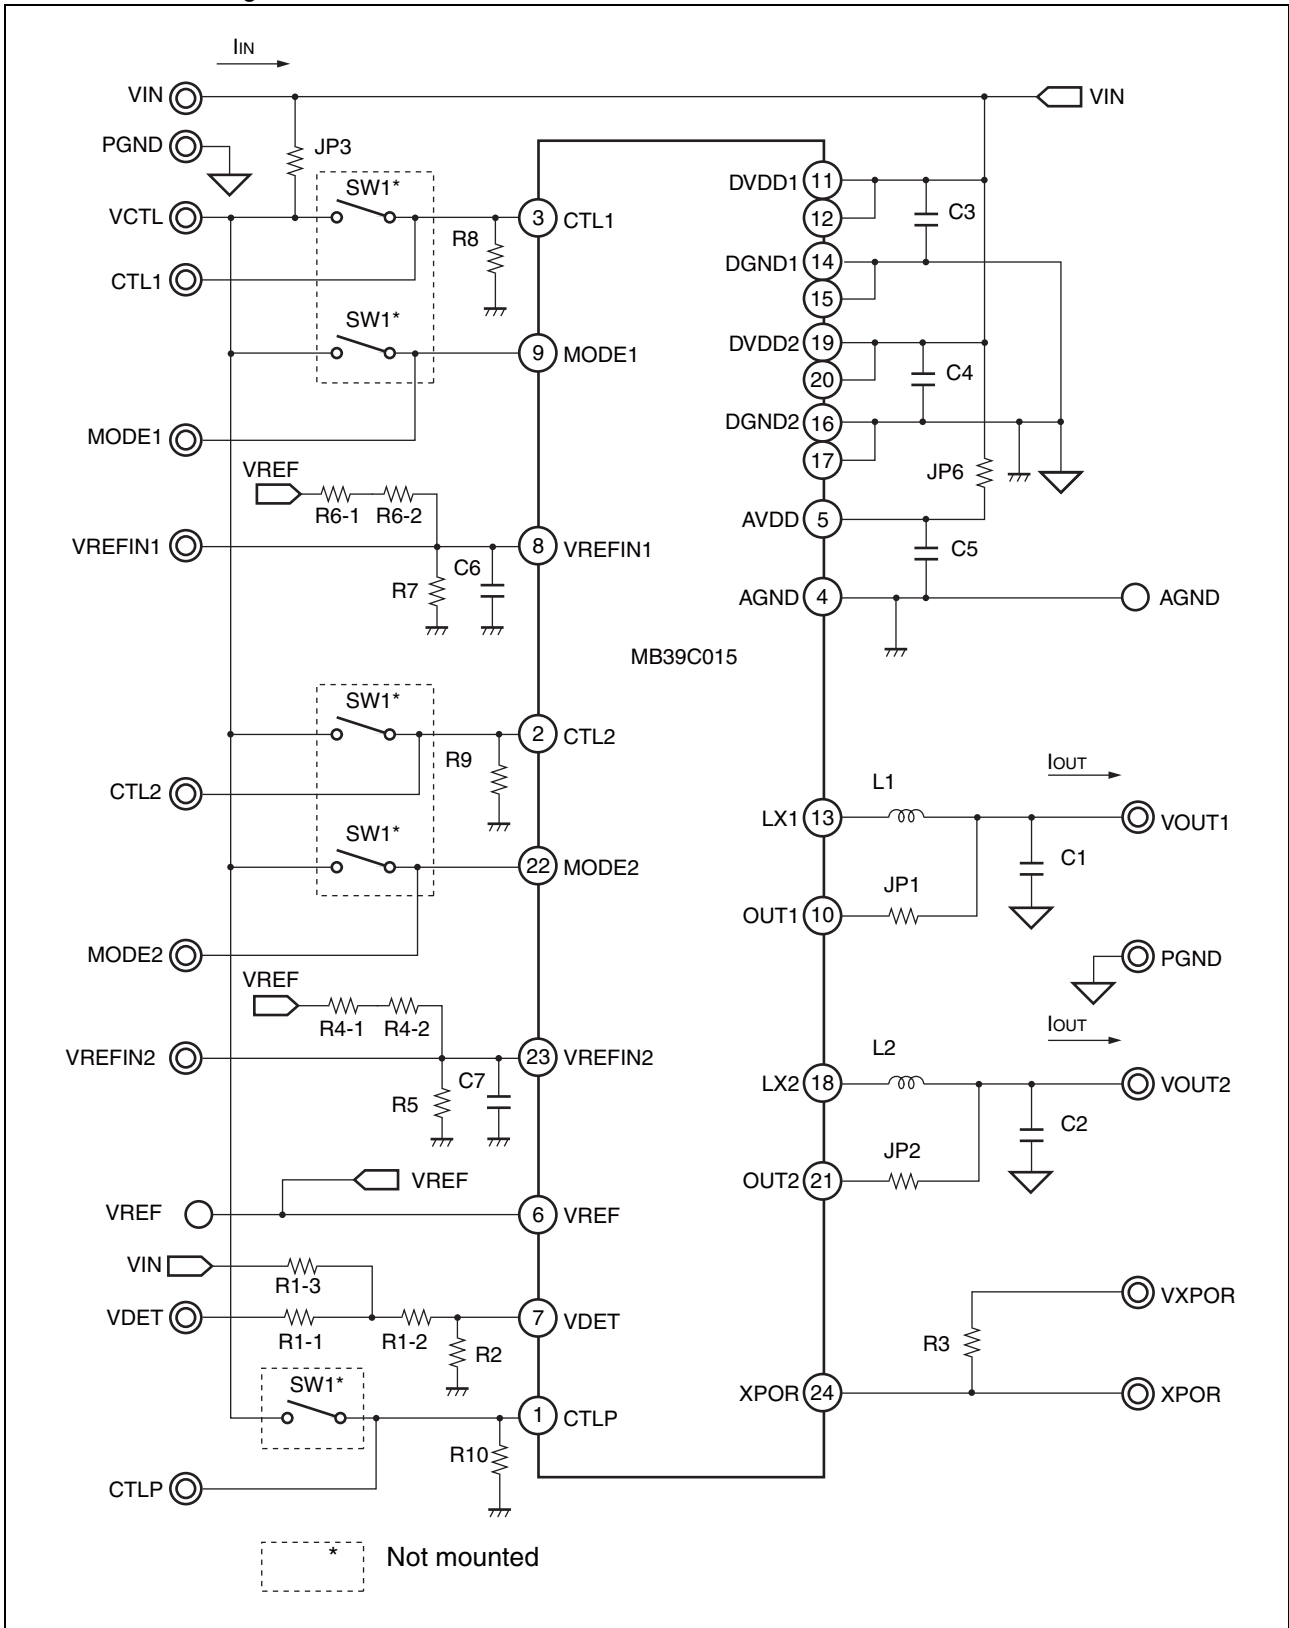 IIN
VIN
VIN
PGND
JP3
SW1*
VCTL
3
CTL1
R8
CTL1
SW1*
9
MODE1
MODE1
VREF
R6-1
R6-2
VREFIN1
8
VREFIN1
C6
R7
MB39C015
SW1*
2
CTL2
R9
CTL2
SW1*
22
MODE2
MODE2
VREF
R4-1
R4-2
VREFIN2
23
VREFIN2
C7
R5
VREF
VREF
6
VREF
VIN
R1-3
VDET
R1-1
R1-2
7
VDET
R2
SW1*
1
CTLP
R10
CTLP
DVDD1
11
12
C3
DGND1
14
15
DVDD2
19
20
C4
DGND2
16
17
JP6
AVDD
5
C5
AGND
4
AGND
IOUT
L1
LX1
13
VOUT1
C1
JP1
OUT1
10
PGND
IOUT
L2
LX2
18
VOUT2
C2
JP2
OUT2
21
VXPOR
R3
XPOR
24
XPOR
* Not mounted